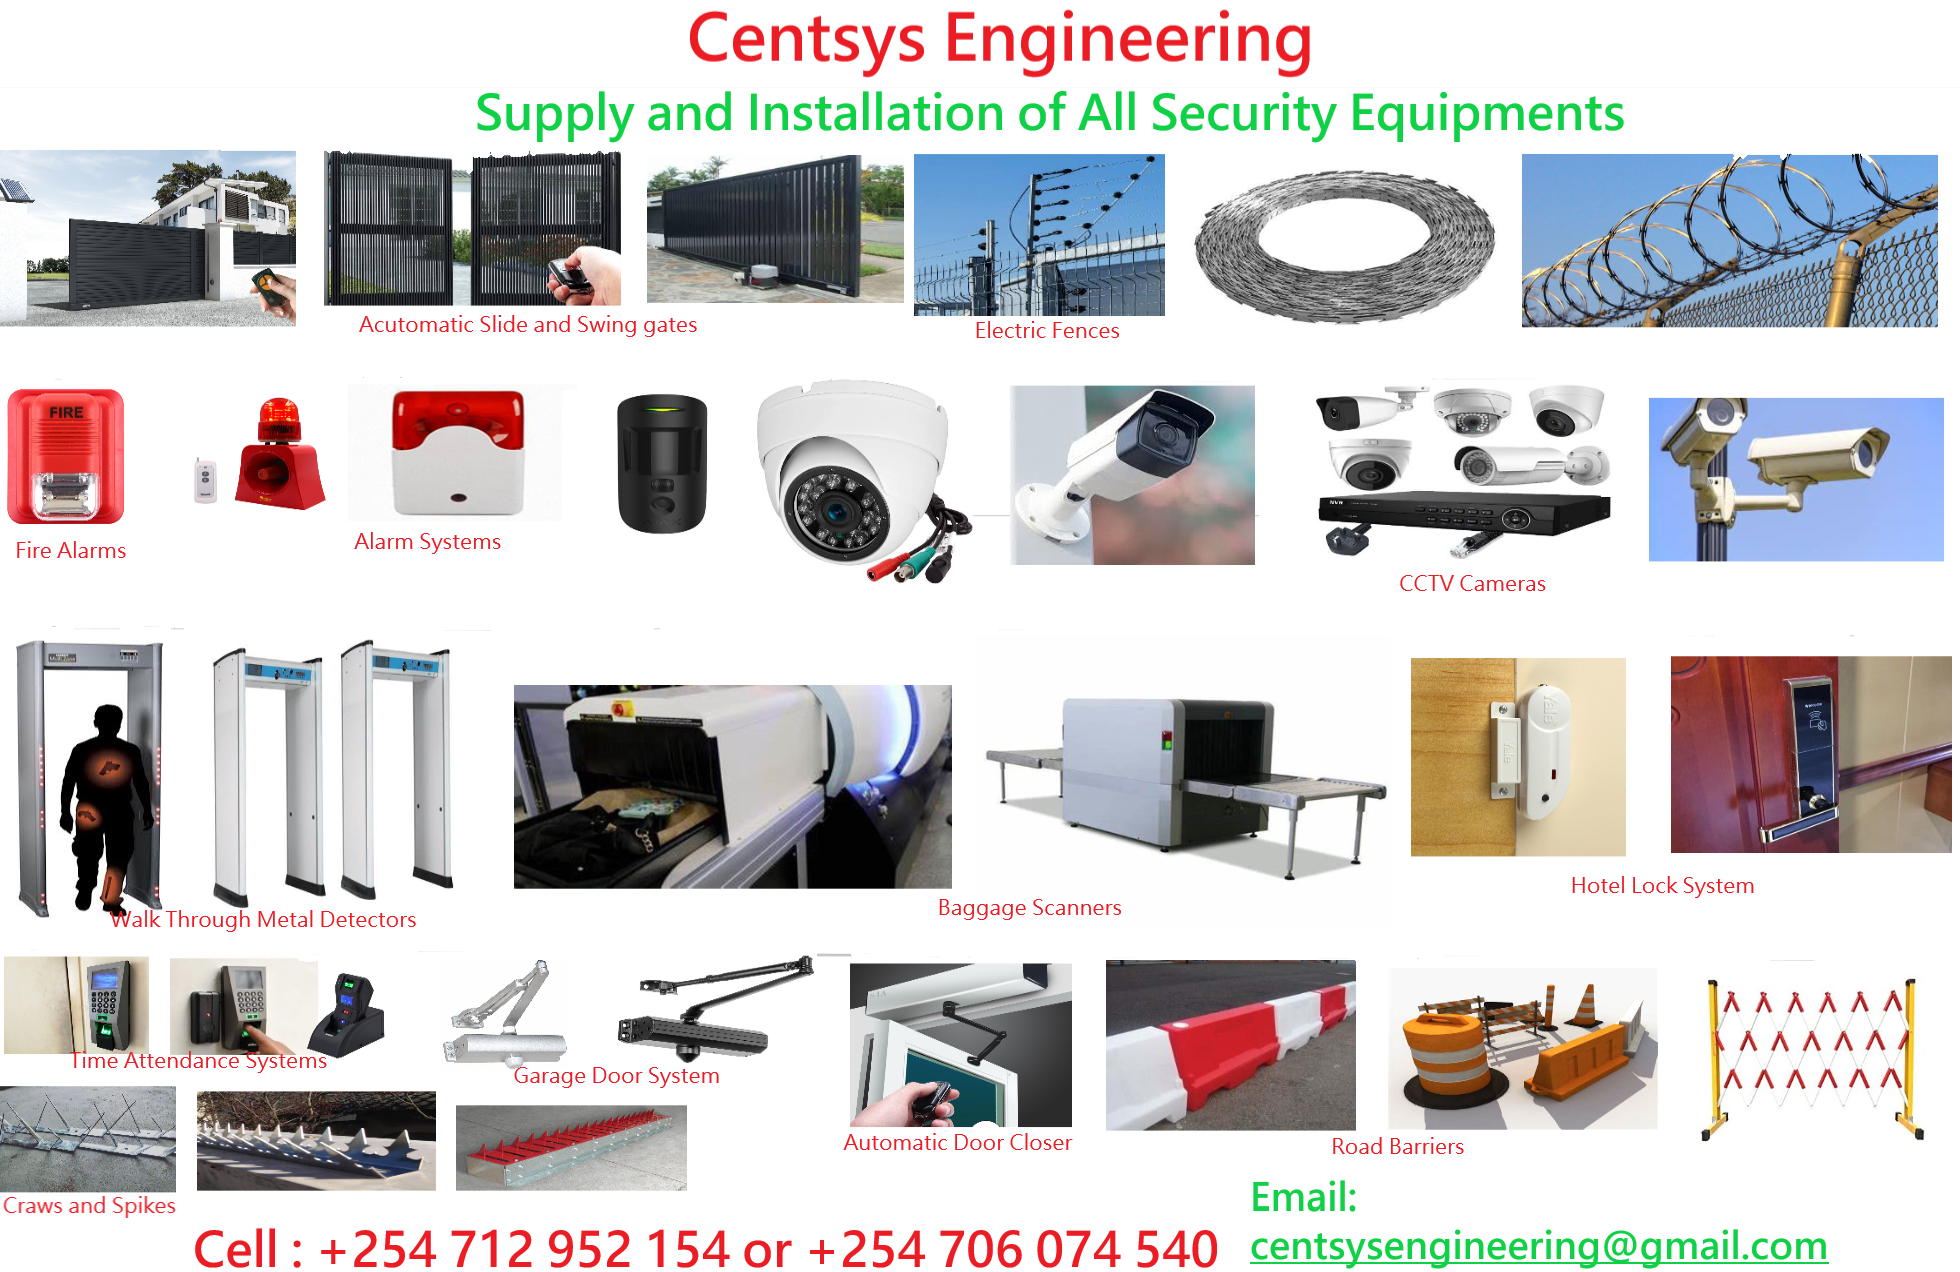 Centsys Engineering
Supply and Installation of All Security Equipments
Acutomatic Slide and Swing gates
Electric Fences
FIRE
Fire Alarms
Alarm Systems
CCTV Cameras
Walk Through Metal Detectors
Baggage Scanners
Yale
Hotel Lock System
Time Attendance Systems
Garage Door System
Automatic Door Closer
Road Barriers
Craws and Spikes
Email:
Cell : +254 712 952 154 or +254 706 074 540
centsysengineering@gmail.com